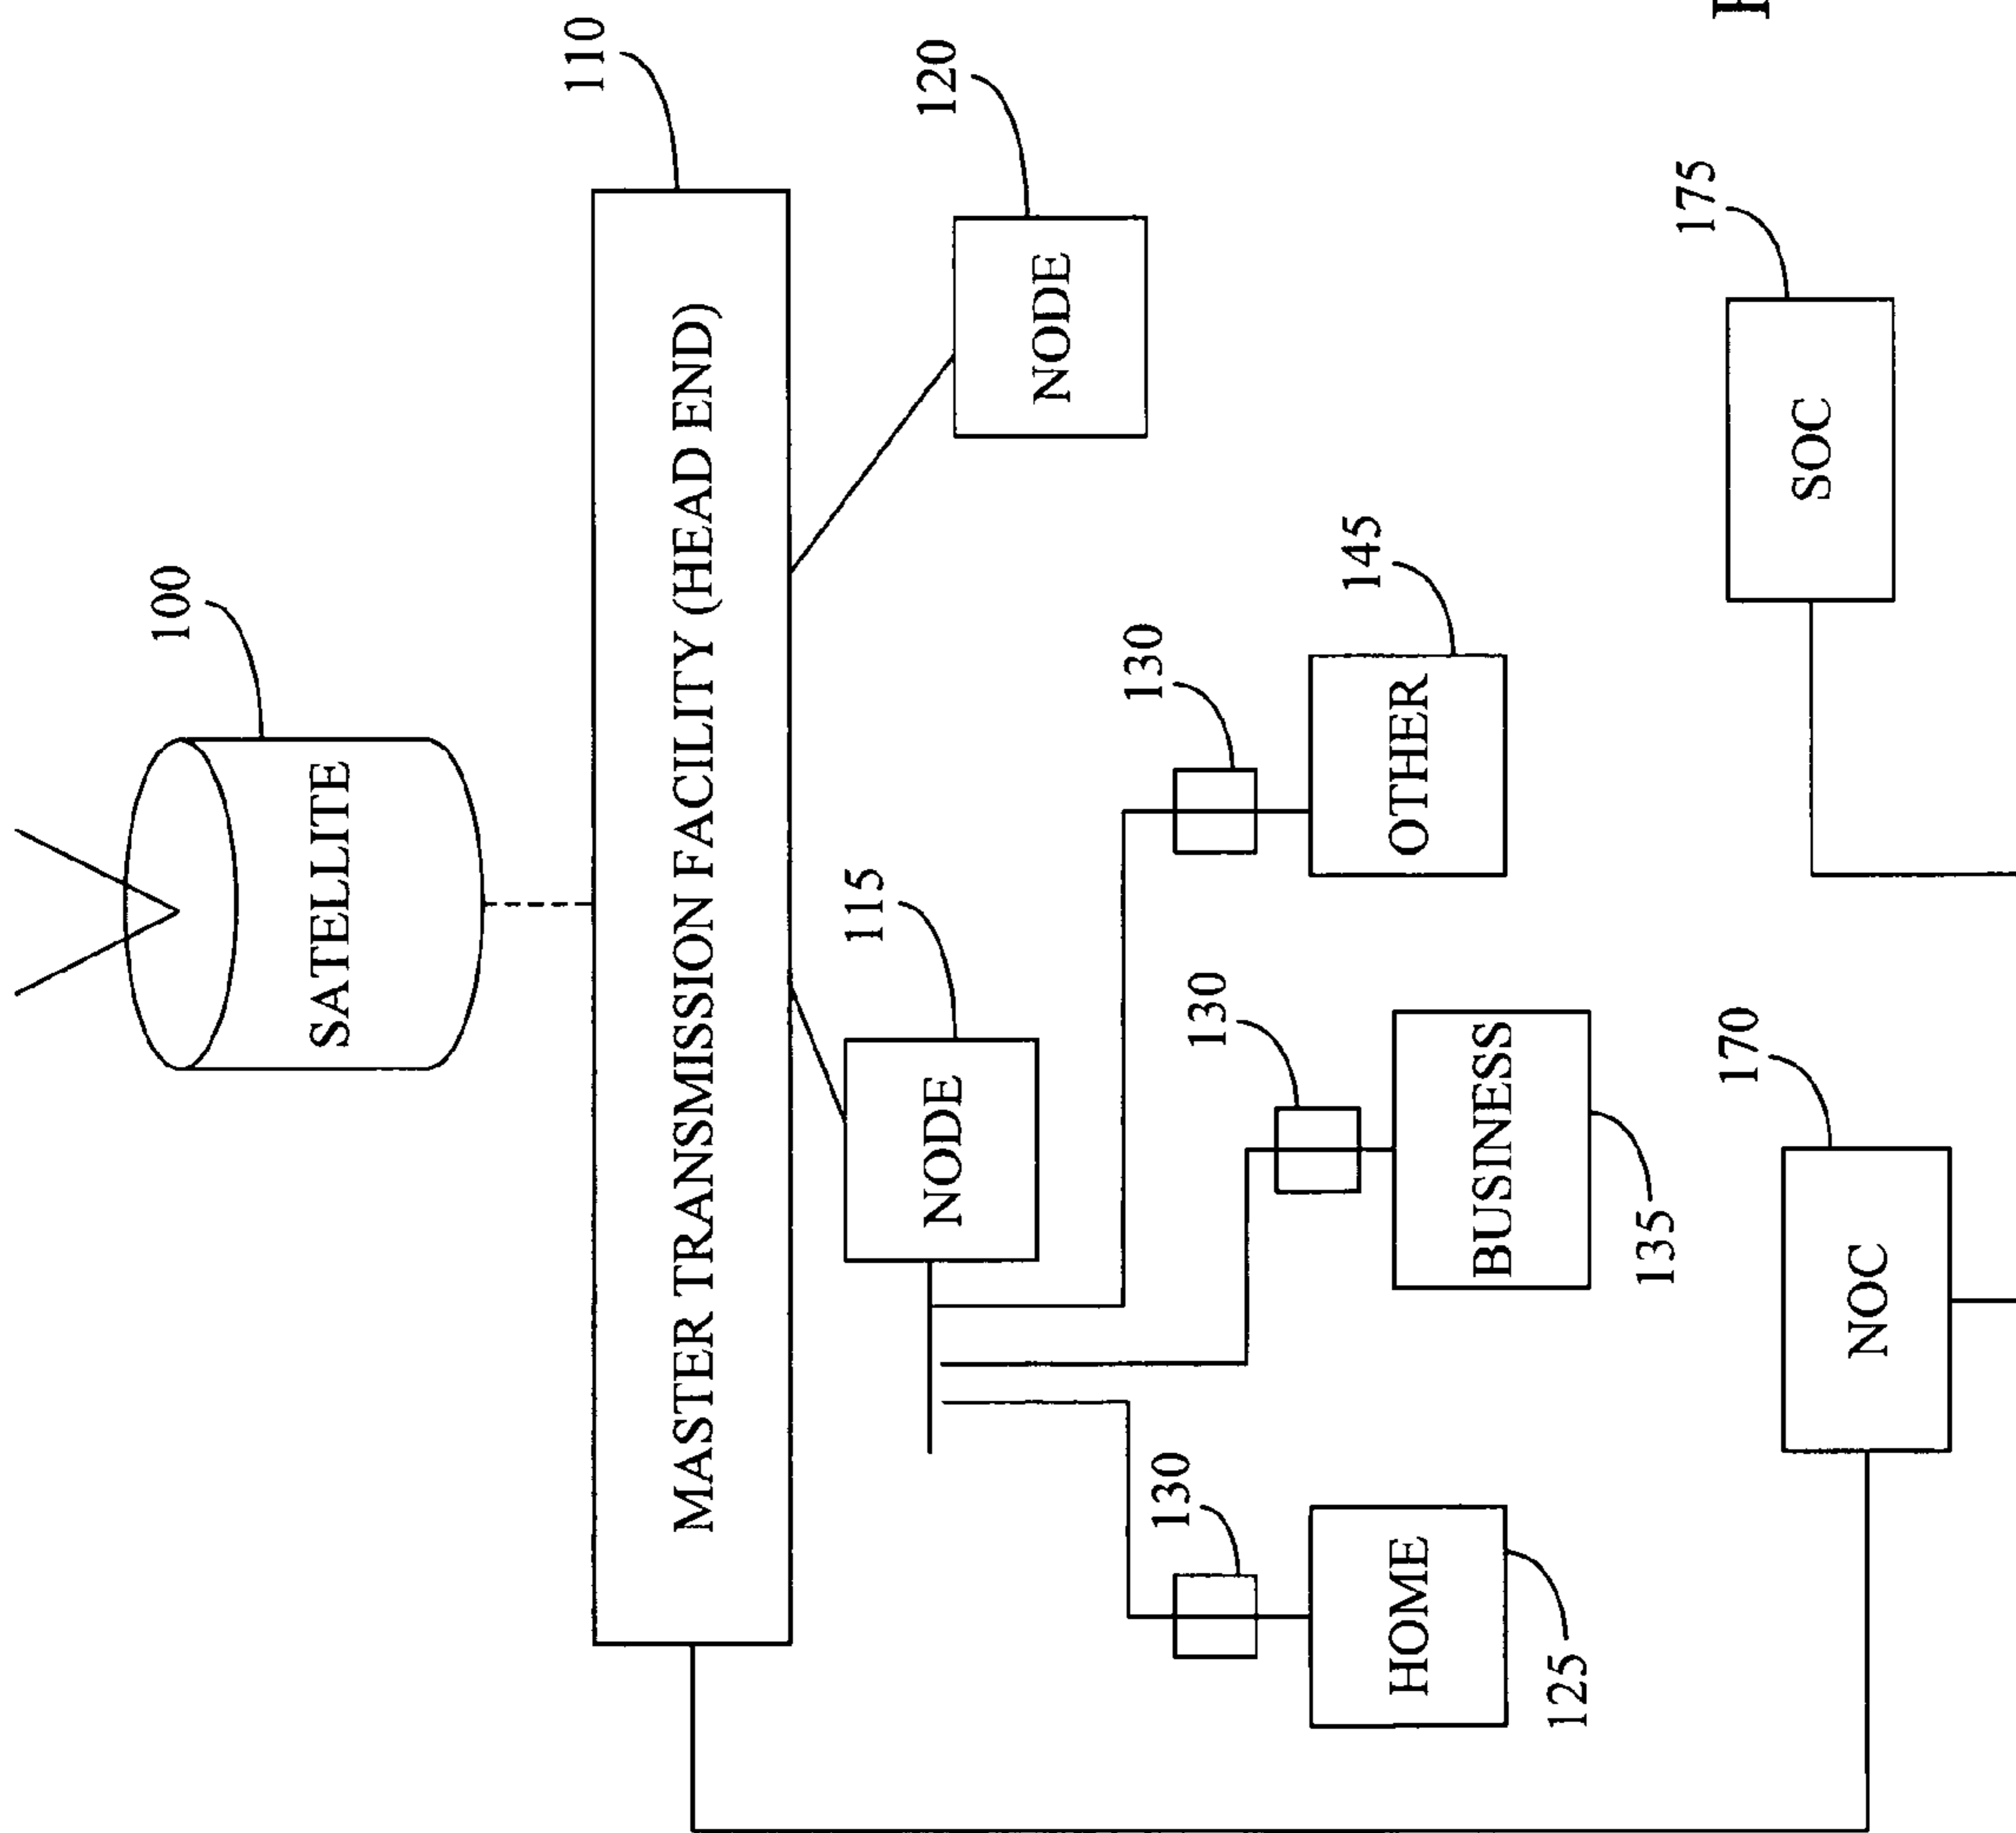 100
SATELLITE
110
MASTER TRANSMISSION FACILITY (HEAD END)
120
NODE
115
NODE
130
OTHER
145
130
BUSINESS
135
130
HOME
125
170
NOC
175
SOC